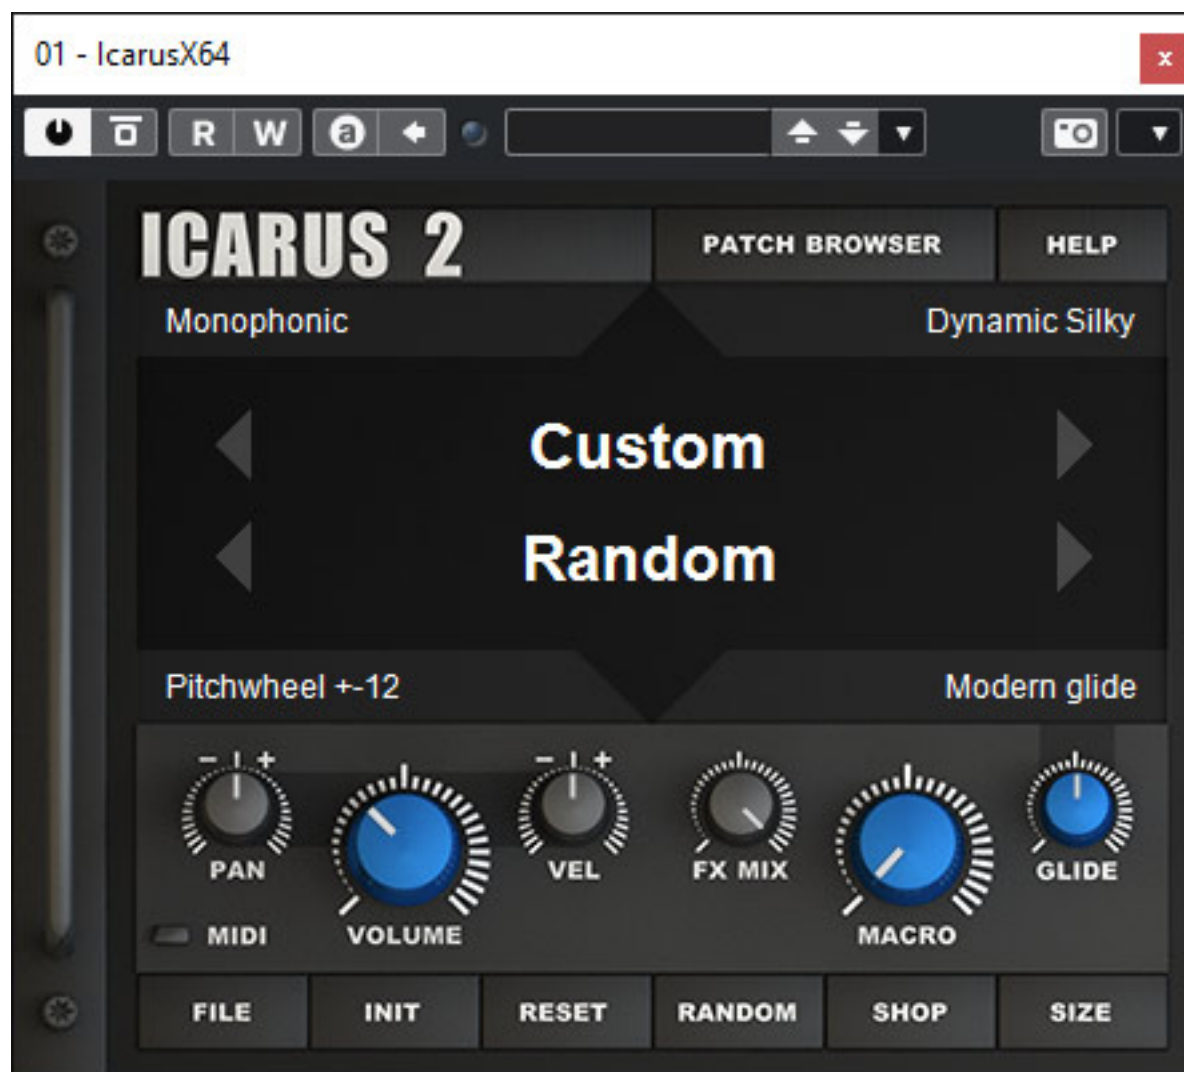 01 - IcarusX64
x
R W a
ICARUS 2
PATCH BROWSER
HELP
Monophonic
Dynamic Silky
Custom
Random
Pitchwheel +-12
Modern glide
− +
− +
PAN
VEL
FX MIX
GLIDE
MIDI
VOLUME
MACRO
FILE
INIT
RESET
RANDOM
SHOP
SIZE